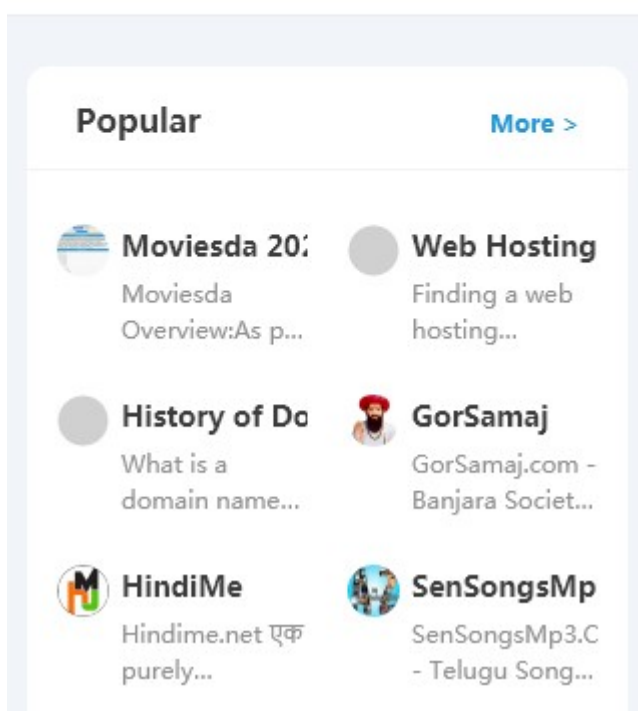 Popular
More >
Moviesda 202
Moviesda
Overview:As p...
Web Hosting
Finding a web
hosting...
History of Do
What is a
domain name...
GorSamaj
GorSamaj.com -
Banjara Societ...
HindiMe
Hindime.net एक
purely...
SenSongsMp
SenSongsMp3.C
- Telugu Song...